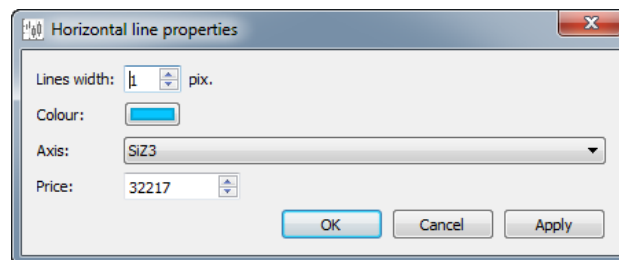 Horizontal line properties
Lines width: 1 pix.
Colour:
Axis: SiZ3
Price: 32217
OK Cancel Apply